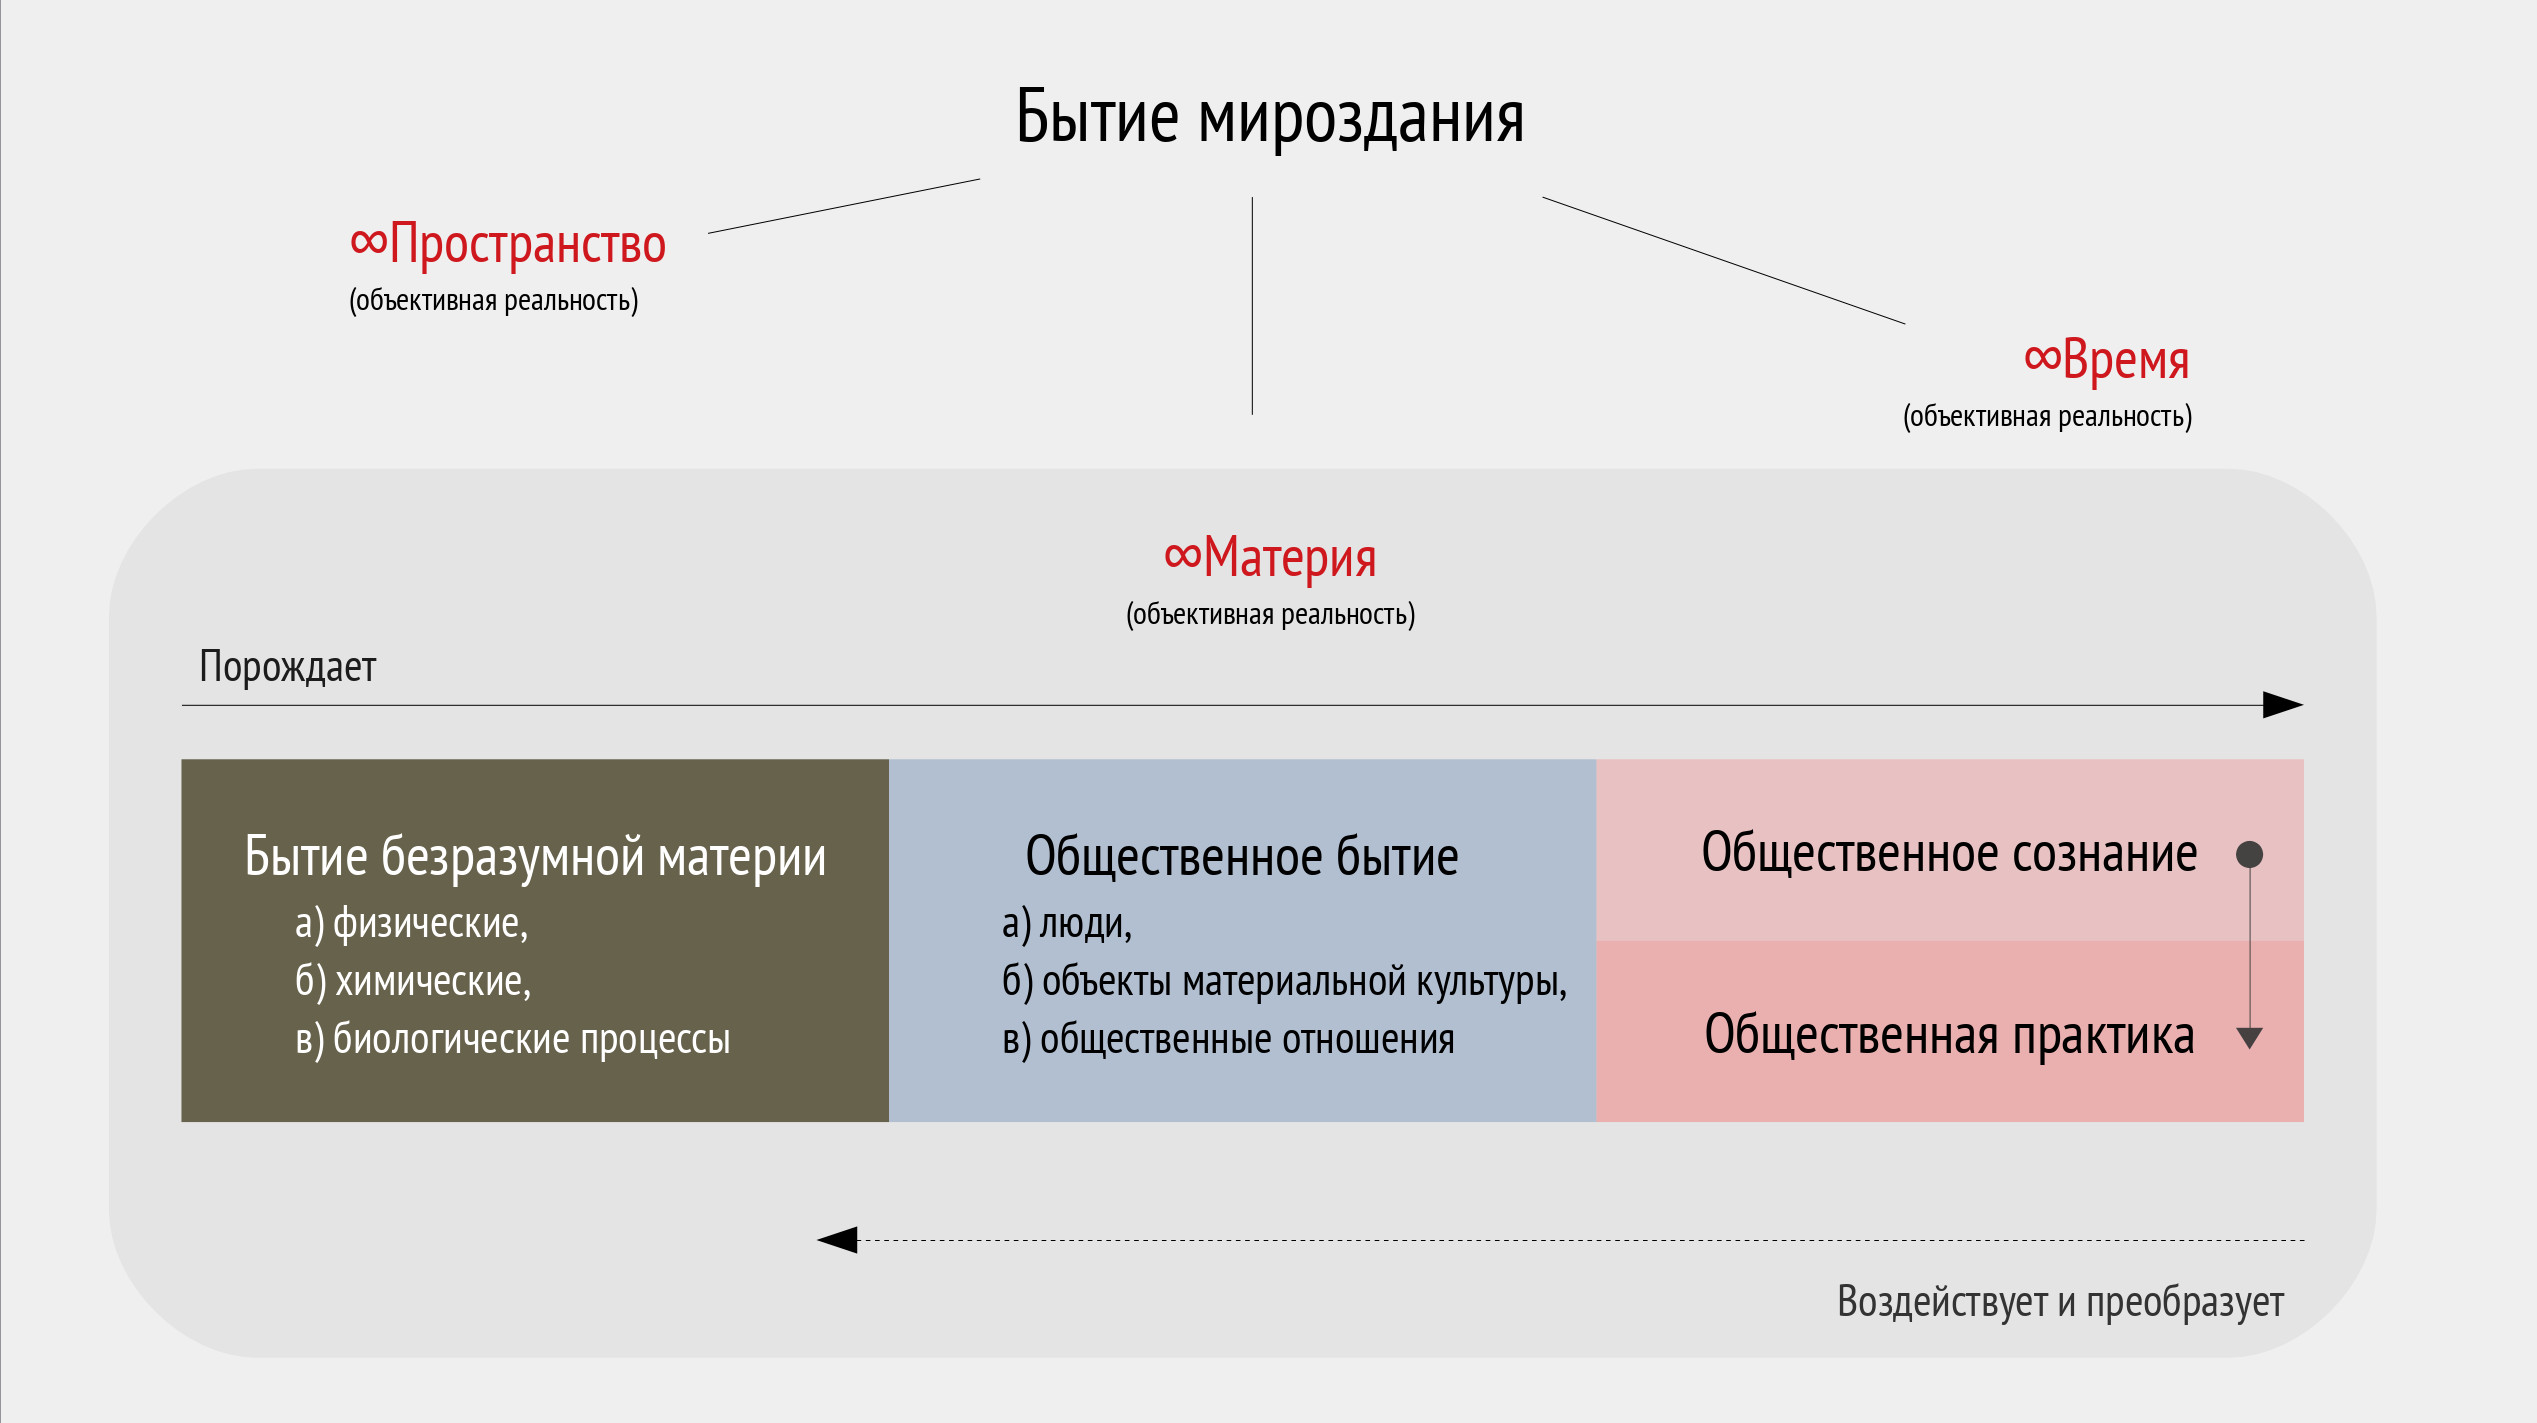 Бытие мироздания
∞Пространство
(объективная реальность)
∞Время
(объективная реальность)
∞Материя
(объективная реальность)
Порождает
Бытие безразумной материи
а) физические,
б) химические,
в) биологические процессы
Общественное бытие
а) люди,
б) объекты материальной культуры,
в) общественные отношения
Общественное сознание
Общественная практика
Воздействует и преобразует